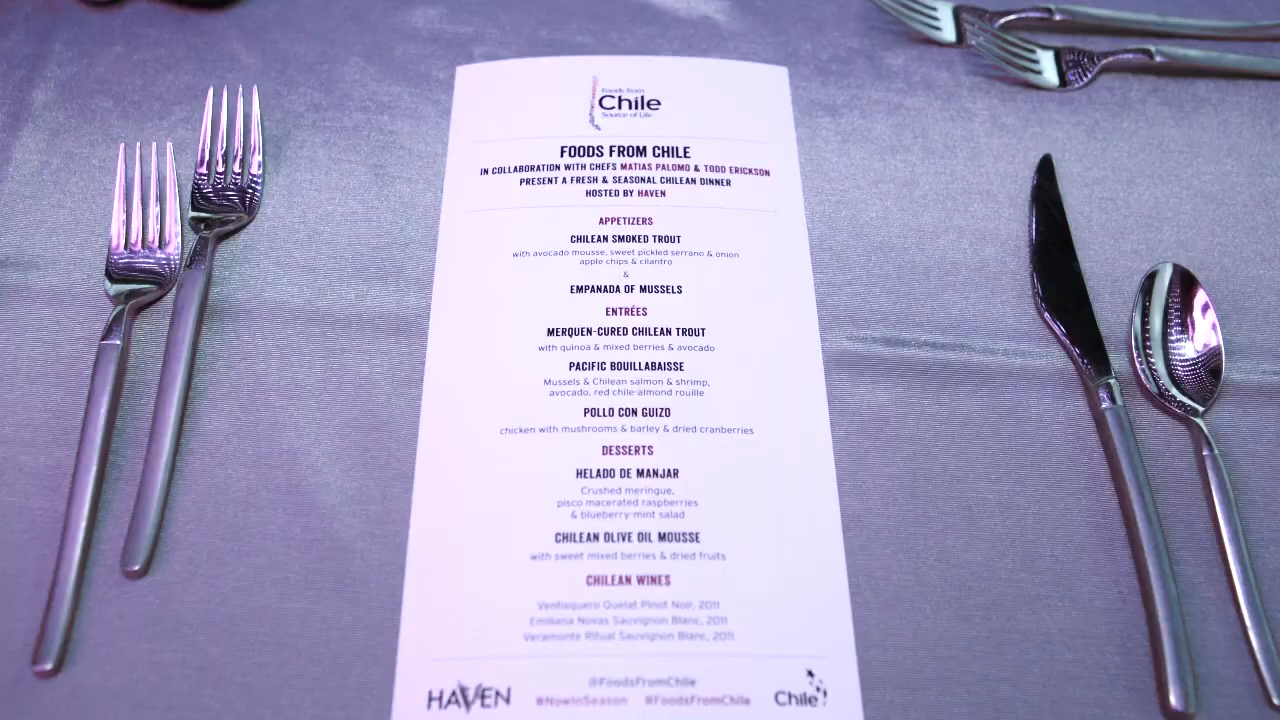 Foods from
Chile
Source of Life
FOODS FROM CHILE
IN COLLABORATION WITH CHEFS MATIAS PALOMO & TODD ERICKSON
PRESENT A FRESH & SEASONAL CHILEAN DINNER
HOSTED BY HAVEN
APPETIZERS
CHILEAN SMOKED TROUT
with avocado mousse, sweet pickled serrano & onion
apple chips & cilantro
&
EMPANADA OF MUSSELS
ENTRÉES
MERQUEN-CURED CHILEAN TROUT
with quinoa & mixed berries & avocado
PACIFIC BOUILLABAISSE
Mussels & Chilean salmon & shrimp,
avocado, red chile-almond rouille
POLLO CON GUIZO
chicken with mushrooms & barley & dried cranberries
DESSERTS
HELADO DE MANJAR
Crushed meringue,
pisco macerated raspberries
& blueberry-mint salad
CHILEAN OLIVE OIL MOUSSE
with sweet mixed berries & dried fruits
CHILEAN WINES
Ventisquero Quelat Pinot Noir, 2011
Emiliana Novas Sauvignon Blanc, 2011
Veramonte Ritual Sauvignon Blanc, 2011
@FoodsFromChile
HAVEN #NowInSeason #FoodsFromChile Chile!